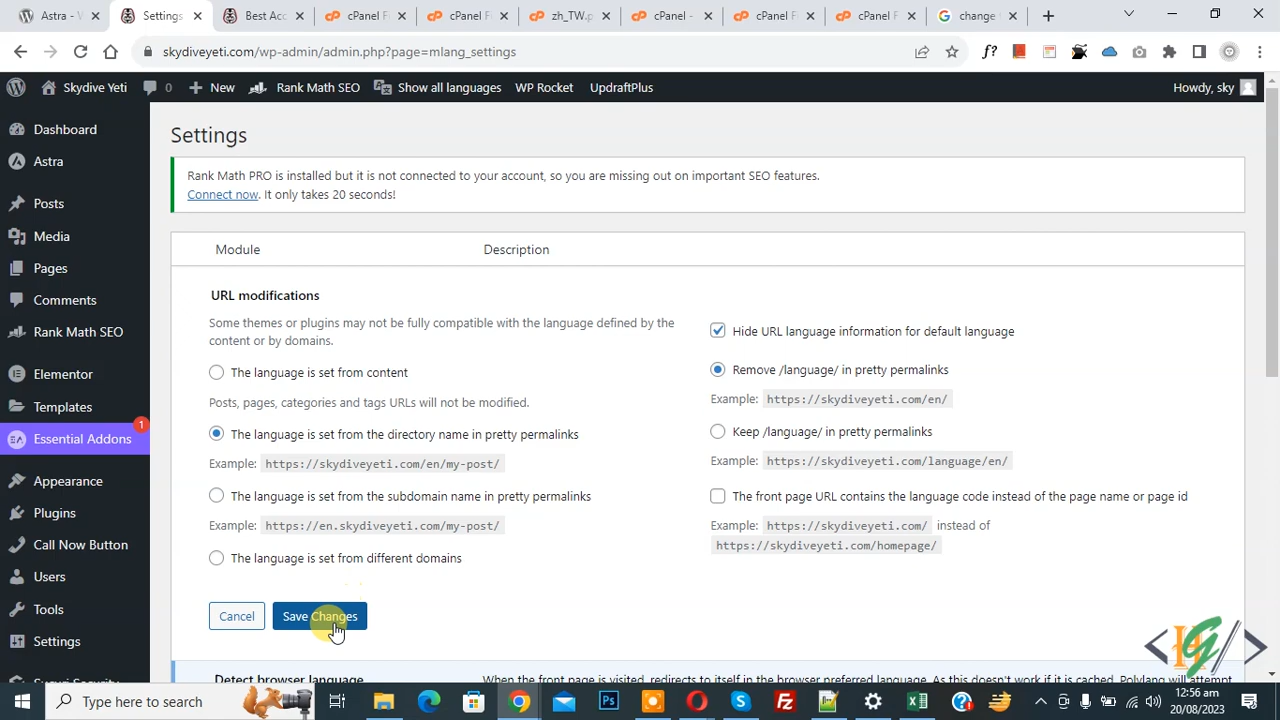 Astra - W
Settings
Best Acc
cPanel Fi
cPanel Fi
zh_TW.p
cPanel -
cPanel F
cPanel F
change t
skydiveyeti.com/wp-admin/admin.php?page=mlang_settings
f?
Skydive Yeti
0
New
Rank Math SEO
Show all languages
WP Rocket
UpdraftPlus
Howdy, sky
Dashboard
Astra
Posts
Media
Pages
Comments
Rank Math SEO
Elementor
Templates
Essential Addons
1
Appearance
Plugins
Call Now Button
Users
Tools
Settings
Settings
Rank Math PRO is installed but it is not connected to your account, so you are missing out on important SEO features.
Connect now. It only takes 20 seconds!
Module Description
URL modifications
Some themes or plugins may not be fully compatible with the language defined by the
content or by domains.
The language is set from content
Posts, pages, categories and tags URLs will not be modified.
The language is set from the directory name in pretty permalinks
Example: https://skydiveyeti.com/en/my-post/
The language is set from the subdomain name in pretty permalinks
Example: https://en.skydiveyeti.com/my-post/
The language is set from different domains
Hide URL language information for default language
Remove /language/ in pretty permalinks
Example: https://skydiveyeti.com/en/
Keep /language/ in pretty permalinks
Example: https://skydiveyeti.com/language/en/
The front page URL contains the language code instead of the page name or page id
Example: https://skydiveyeti.com/ instead of
https://skydiveyeti.com/homepage/
Cancel
Save Changes
Detect browser language
When the front page is visited, redirects to itself in the browser preferred language. As this doesn't work if it is cached, Polylang will attempt
Type here to search
12:56 am
20/08/2023